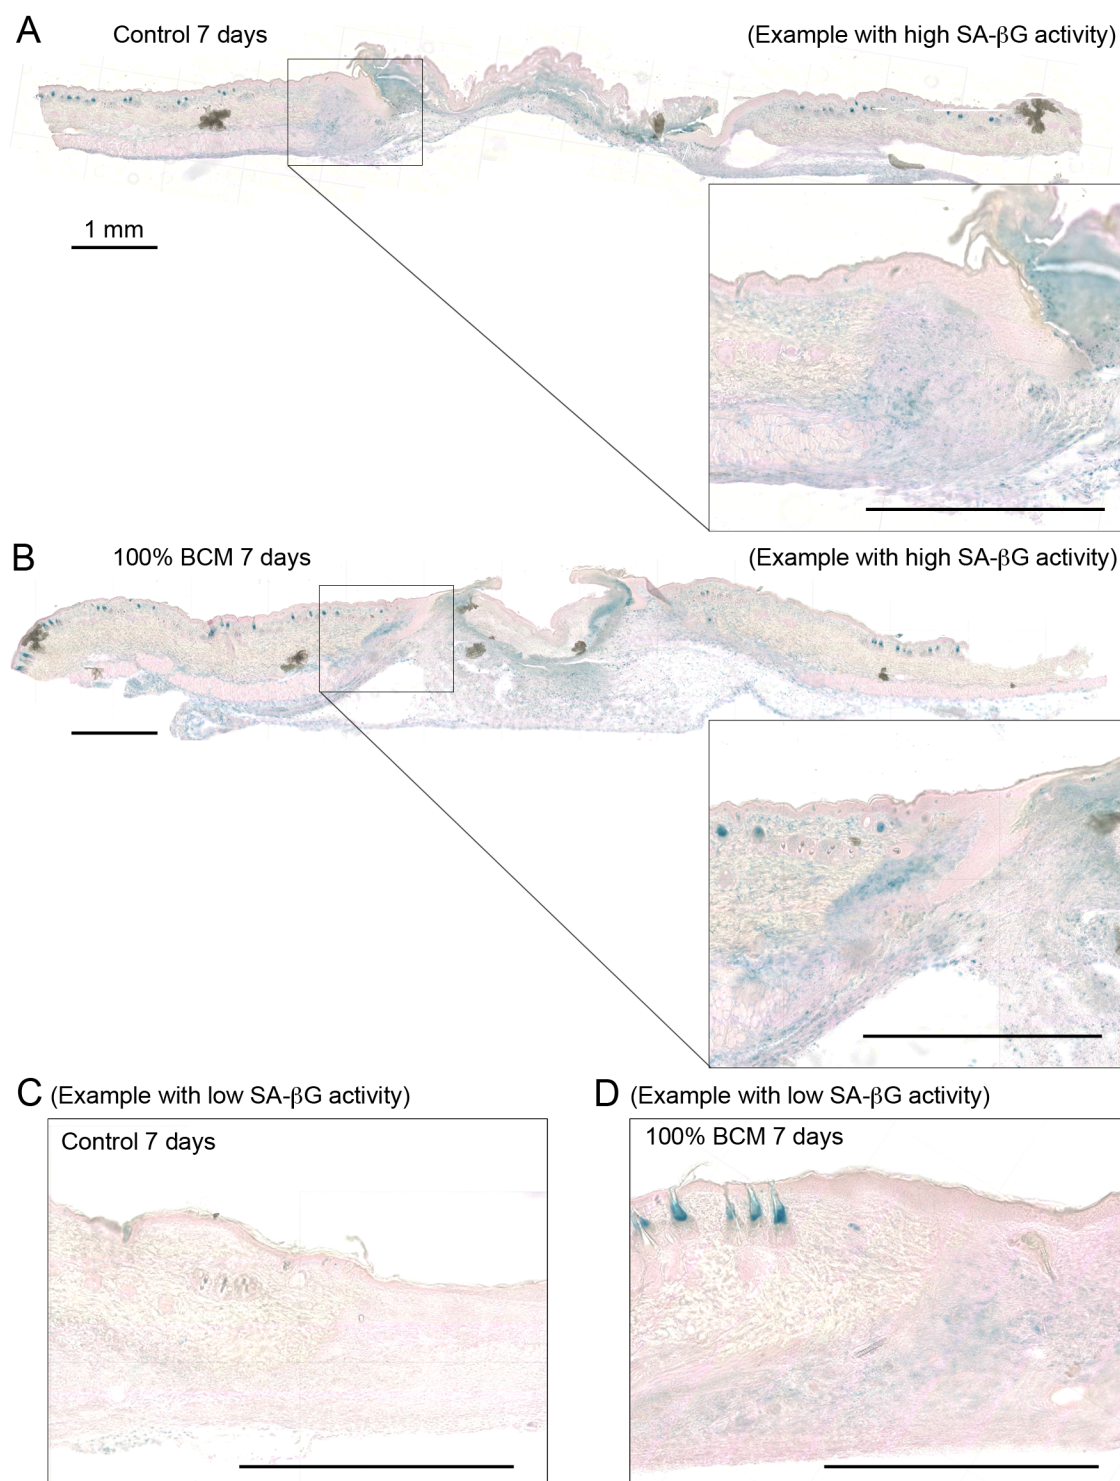 A
Control 7 days
(Example with high SA-βG activity)
1 mm
B
100% BCM 7 days
(Example with high SA-βG activity)
C
(Example with low SA-βG activity)
Control 7 days
D
(Example with low SA-βG activity)
100% BCM 7 days